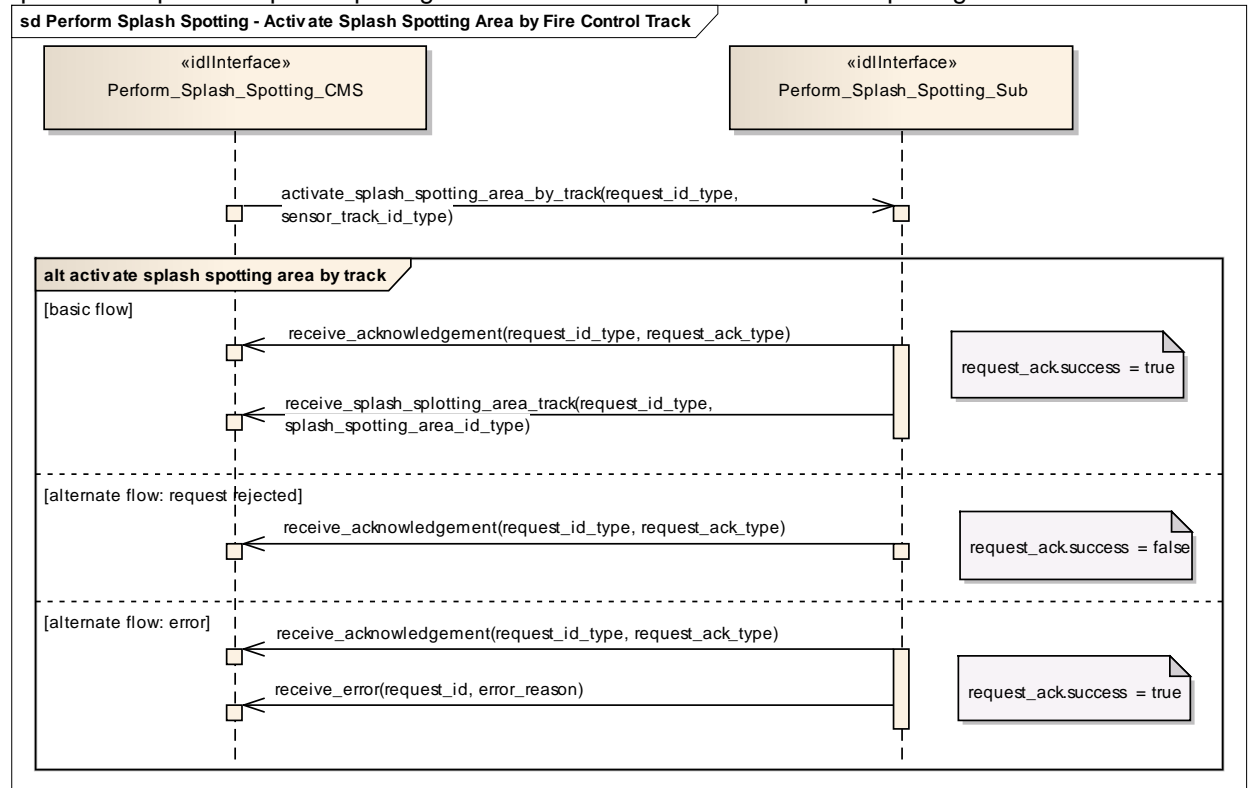 sd Perform Splash Spotting - Activate Splash Spotting Area by Fire Control Track
«idlInterface»
Perform_Splash_Spotting_CMS
«idlInterface»
Perform_Splash_Spotting_Sub
activate_splash_spotting_area_by_track(request_id_type,
sensor_track_id_type)
alt activate splash spotting area by track
[basic flow]
receive_acknowledgement(request_id_type, request_ack_type)
request_ack.success = true
receive_splash_splotting_area_track(request_id_type,
splash_spotting_area_id_type)
[alternate flow: request rejected]
receive_acknowledgement(request_id_type, request_ack_type)
request_ack.success = false
[alternate flow: error]
receive_acknowledgement(request_id_type, request_ack_type)
receive_error(request_id, error_reason)
request_ack.success = true